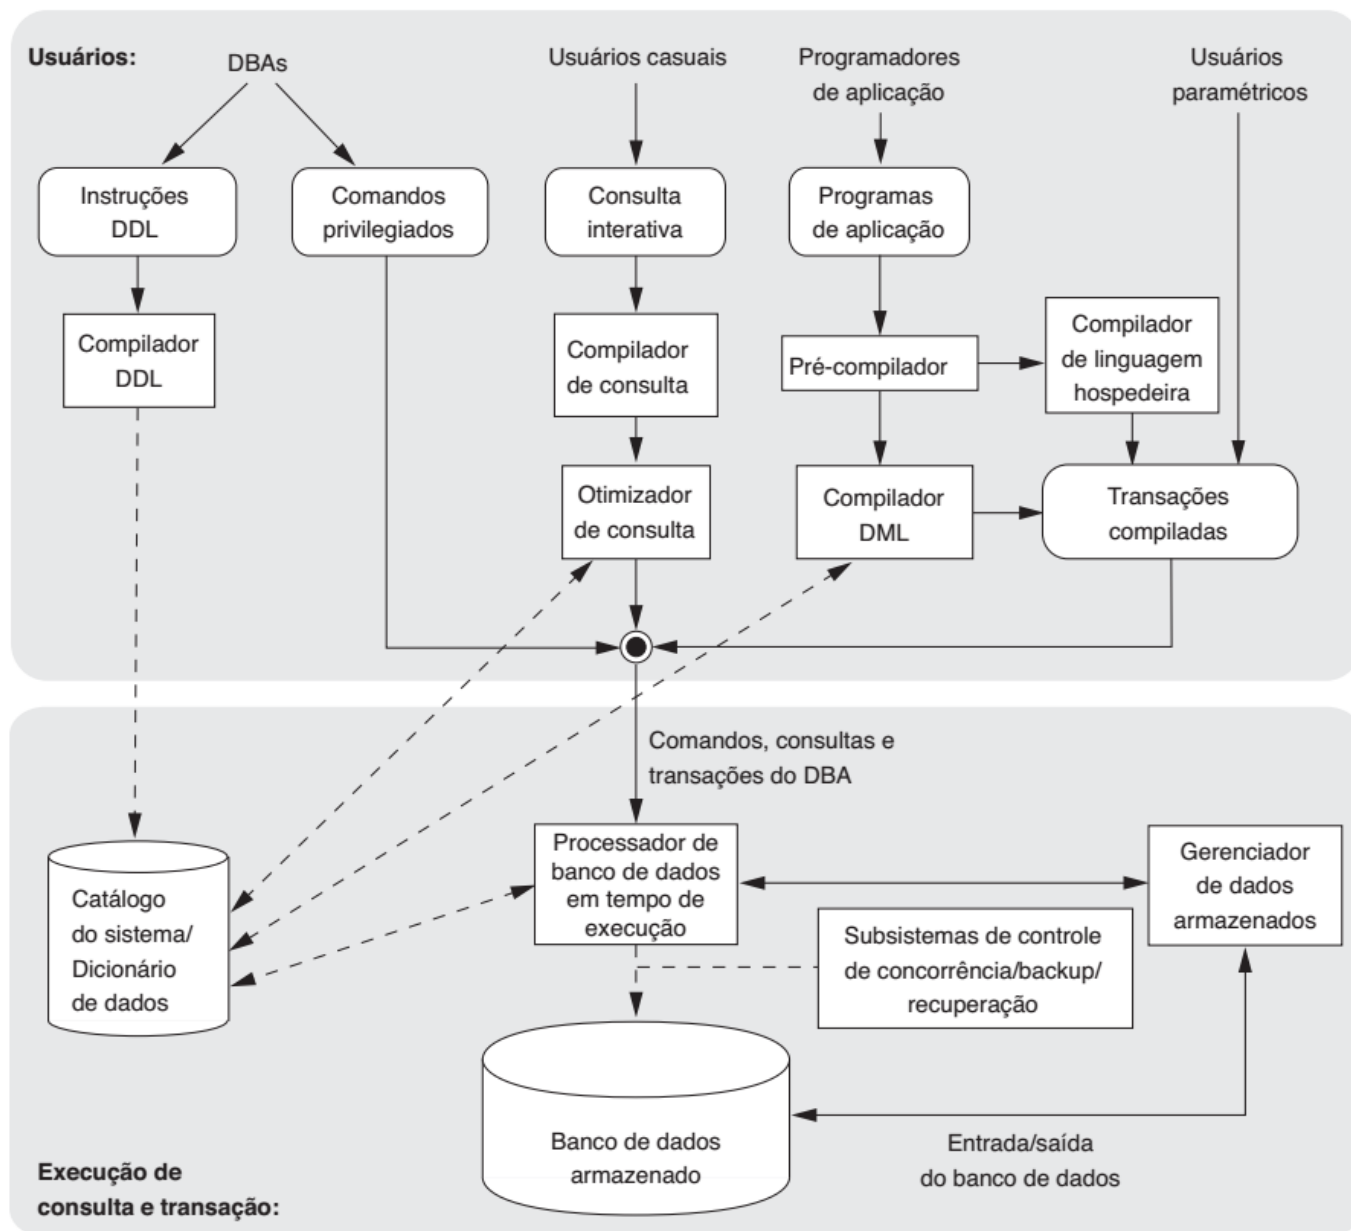 Usuários:
DBAs
Usuários casuais
Programadores
de aplicação
Usuários
paramétricos
Instruções
DDL
Comandos
privilegiados
Consulta
interativa
Programas
de aplicação
Compilador
DDL
Compilador
de consulta
Pré-compilador
Compilador
de linguagem
hospedeira
Otimizador
de consulta
Compilador
DML
Transações
compiladas
Comandos, consultas e
transações do DBA
Catálogo
do sistema/
Dicionário
de dados
Processador de
banco de dados
em tempo de
execução
Gerenciador
de dados
armazenados
Subsistemas de controle
de concorrência/backup/
recuperação
Banco de dados
armazenado
Entrada/saída
do banco de dados
Execução de
consulta e transação: